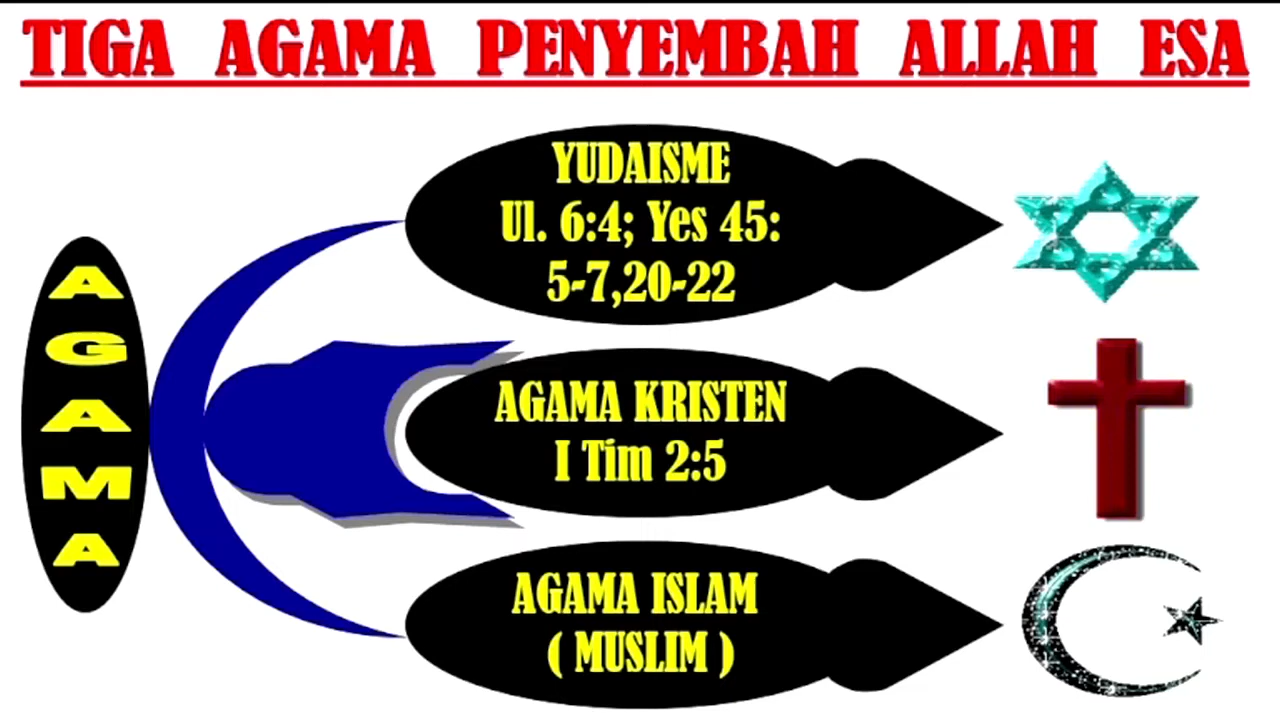 TIGA AGAMA PENYEMBAH ALLAH ESA
AGAMA
YUDAISME
Ul. 6:4; Yes 45:
5-7,20-22
AGAMA KRISTEN
I Tim 2:5
AGAMA ISLAM
( MUSLIM )